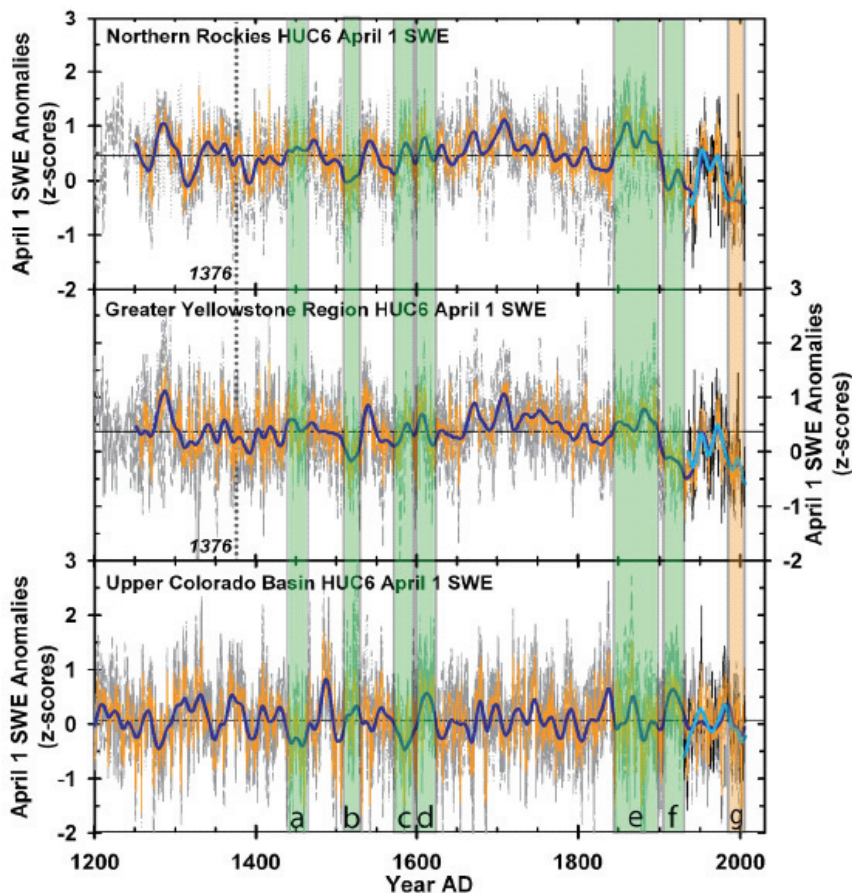 3
Northern Rockies HUC6 April 1 SWE
2
1
0
-1
-2
April 1 SWE Anomalies
(z-scores)
1376
3
Greater Yellowstone Region HUC6 April 1 SWE
2
1
0
-1
-2
April 1 SWE Anomalies
(z-scores)
1376
3
Upper Colorado Basin HUC6 April 1 SWE
2
1
0
-1
-2
April 1 SWE Anomalies
(z-scores)
a b c d e f g
1200 1400 1600 1800 2000
Year AD